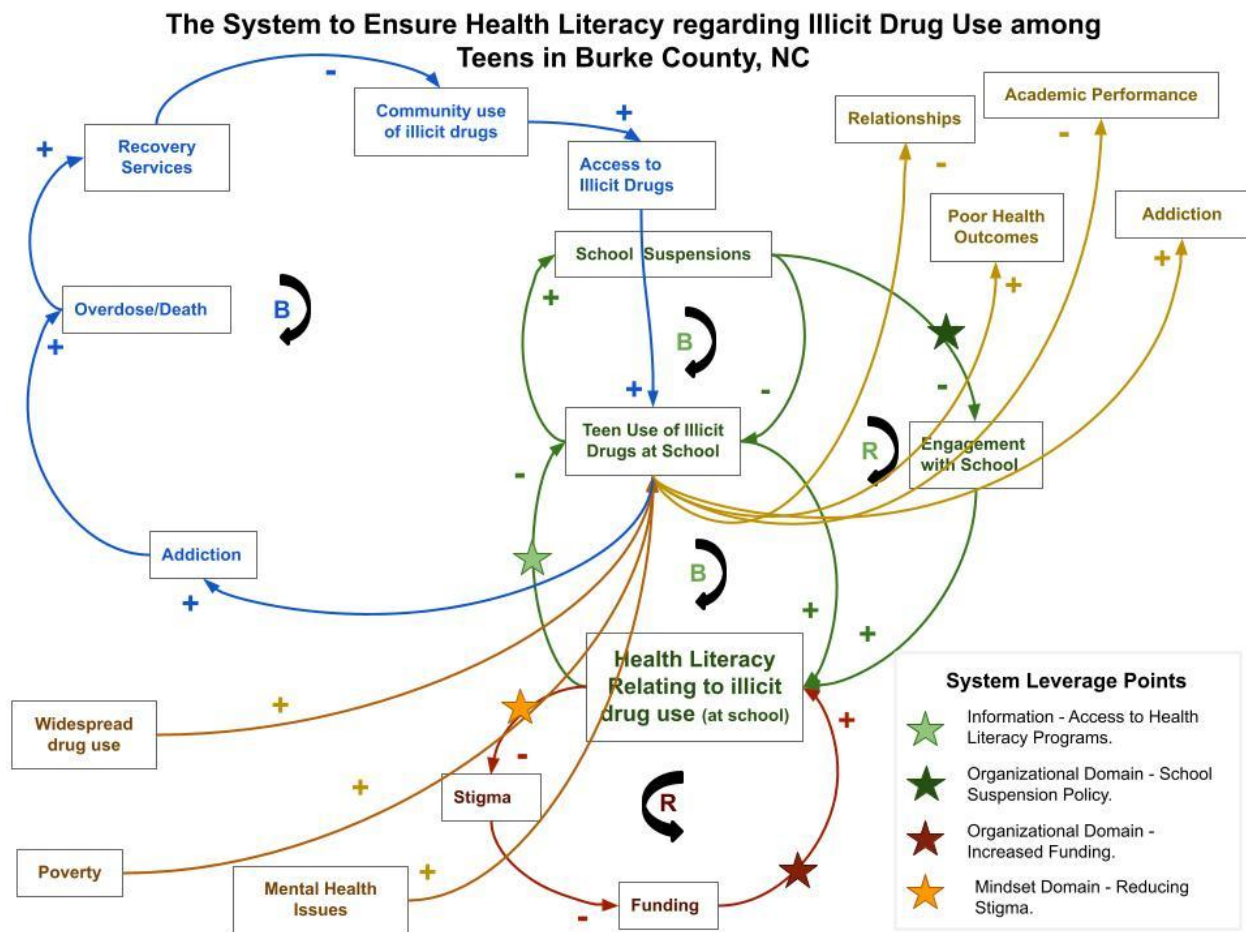 The System to Ensure Health Literacy regarding Illicit Drug Use among
Teens in Burke County, NC
-
Community use
of illicit drugs
+
Recovery
Services
+
Access to
Illicit Drugs
Relationships
-
Academic Performance
-
Poor Health
Outcomes
+
Addiction
+
School Suspensions
+
Overdose/Death
+
B
B
-
+
-
Teen Use of Illicit
Drugs at School
-
R
Engagement
with School
Addiction
+
B
+
+
Health Literacy
Relating to illicit
drug use (at school)
+
-
Stigma
R
-
Funding
Widespread
drug use
+
Poverty
+
Mental Health
Issues
+
System Leverage Points
Information - Access to Health
Literacy Programs.
Organizational Domain - School
Suspension Policy.
Organizational Domain -
Increased Funding.
Mindset Domain - Reducing
Stigma.